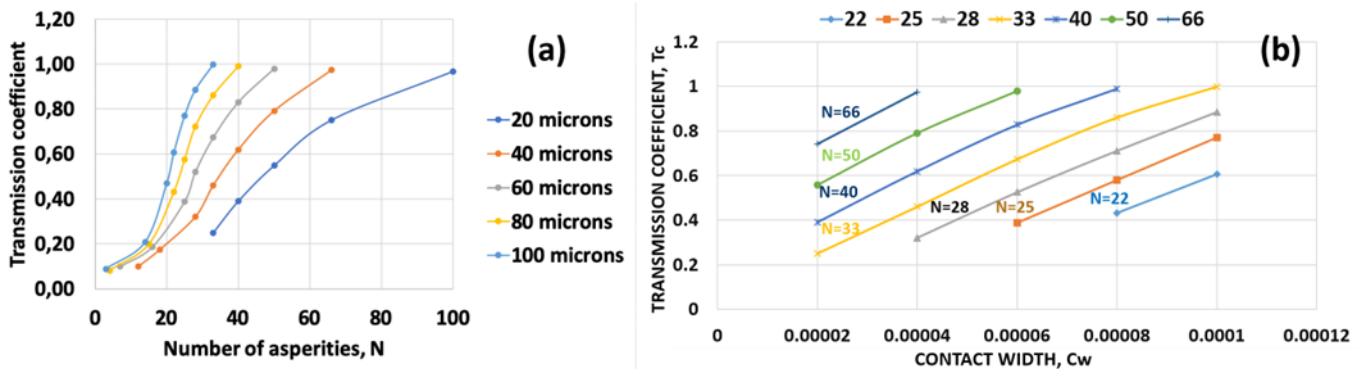 (a)
Transmission coefficient
1,20
1,00
0,80
0,60
0,40
0,20
0,00
0 20 40 60 80 100
Number of asperities, N
20 microns
40 microns
60 microns
80 microns
100 microns
22 25 28 33 40 50 66
(b)
TRANSMISSION COEFFICIENT, Tc
1.2
1
0.8
0.6
0.4
0.2
0
N=66
N=50
N=40
N=33
N=28
N=25
N=22
0 0.00002 0.00004 0.00006 0.00008 0.0001 0.00012
CONTACT WIDTH, Cw